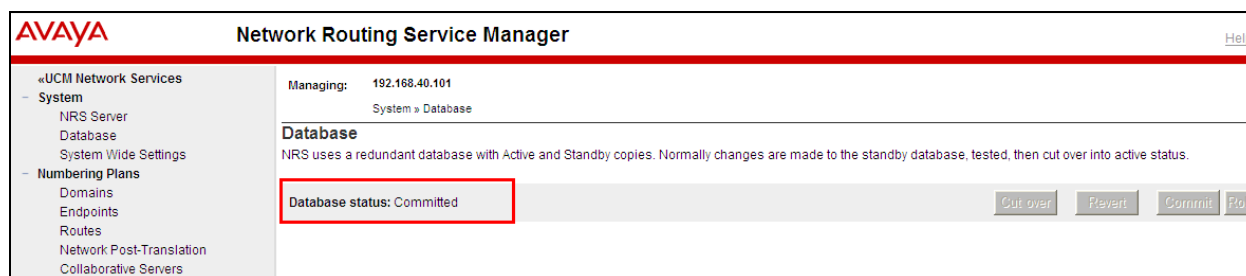 AVAYA
Network Routing Service Manager
Hel
«UCM Network Services
− System
NRS Server
Database
System Wide Settings
− Numbering Plans
Domains
Endpoints
Routes
Network Post-Translation
Collaborative Servers
Managing: 192.168.40.101
System » Database
Database
NRS uses a redundant database with Active and Standby copies. Normally changes are made to the standby database, tested, then cut over into active status.
Database status: Committed
Cut over Revert Commit Ro